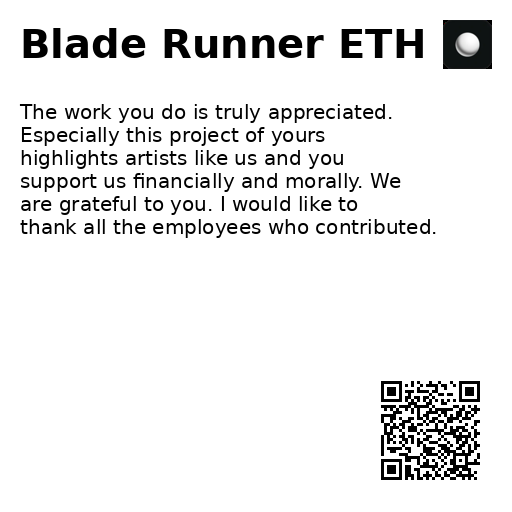 Blade Runner ETH
The work you do is truly appreciated.
Especially this project of yours
highlights artists like us and you
support us financially and morally. We
are grateful to you. I would like to
thank all the employees who contributed.